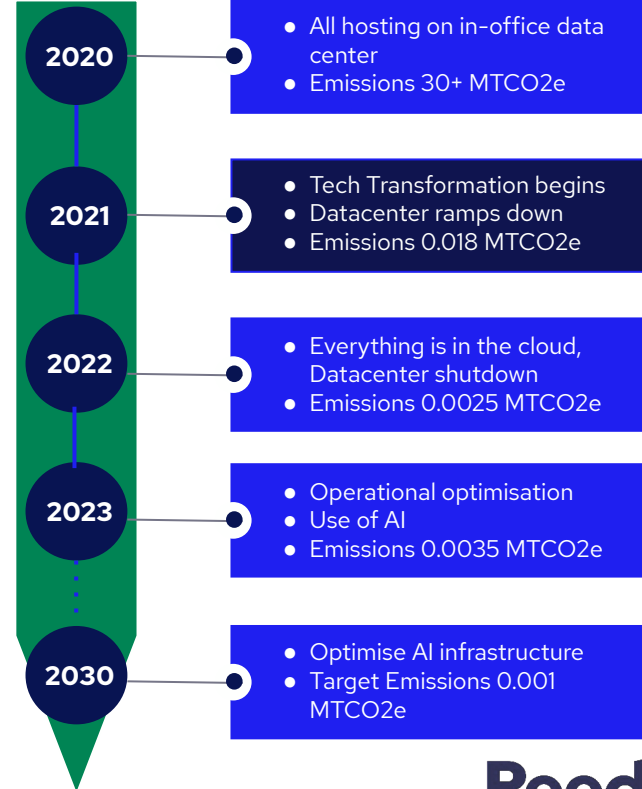 2020
● All hosting on in-office data
center
● Emissions 30+ MTCO2e
2021
● Tech Transformation begins
● Datacenter ramps down
● Emissions 0.018 MTCO2e
2022
● Everything is in the cloud,
Datacenter shutdown
● Emissions 0.0025 MTCO2e
2023
● Operational optimisation
● Use of AI
● Emissions 0.0035 MTCO2e
2030
● Optimise AI infrastructure
● Target Emissions 0.001
MTCO2e